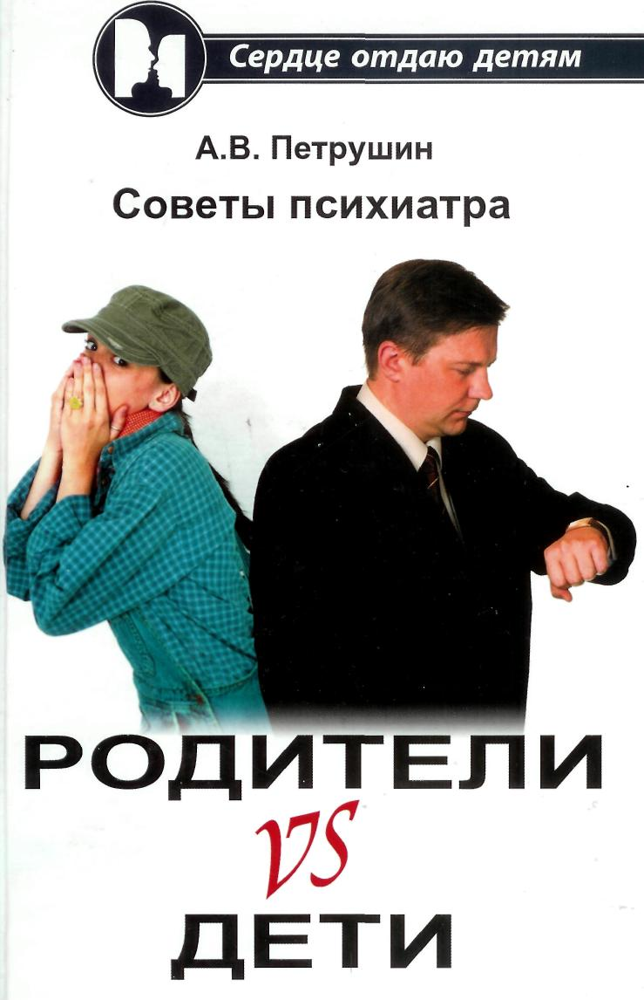 Сердце отдаю детям
А.В. Петрушин
Советы психиатра
РОДИТЕЛИ
vs
ДЕТИ